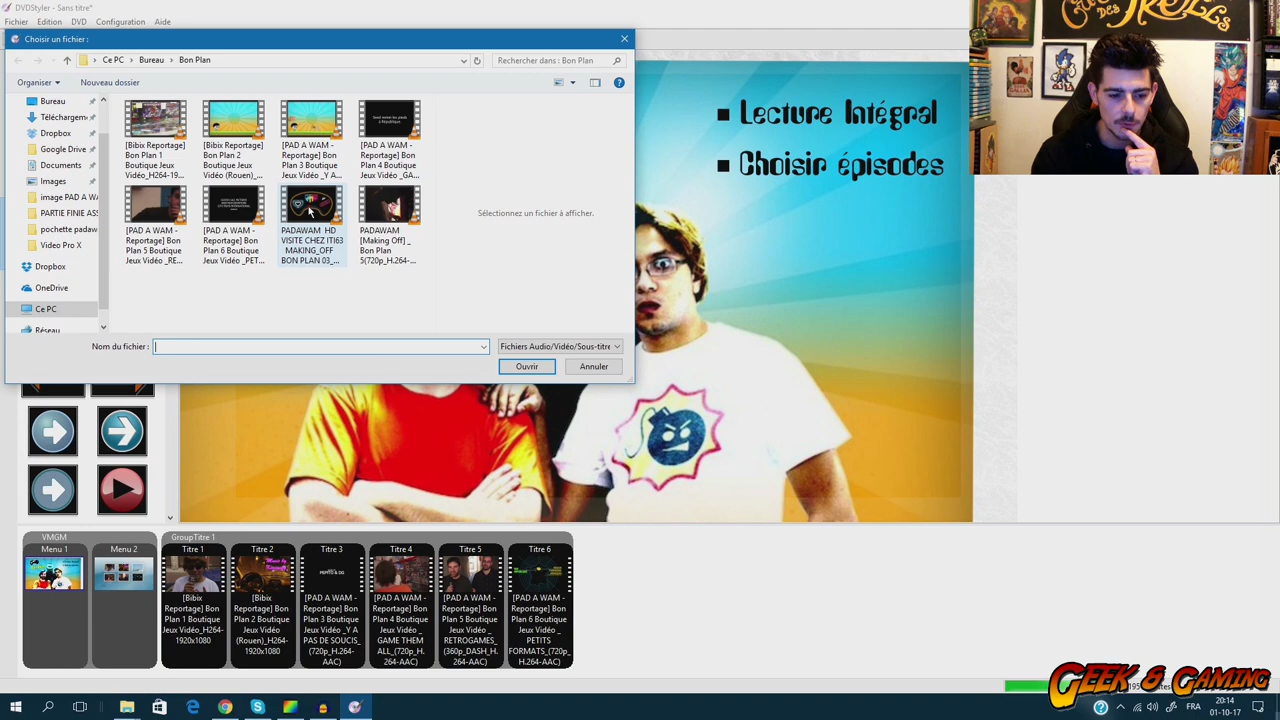 DVDStyler - Sans titre*
Fichier Edition DVD Configuration Aide
Choisir un fichier :
Ce PC > Bureau > Bon Plan
Rechercher dans : Bon Plan
Organiser
Nouveau dossier
Bureau
Téléchargeme
Dropbox
Google Drive
Documents
Images
image PAD A W
PARTIE FINIE ASS
pochette padaw
Video Pro X
Dropbox
OneDrive
Ce PC
Réseau
[Bibix
Reportage] Bon
Plan 1
Boutique Jeux
Vidéo_H264-19...
[Bibix
Reportage] Bon
Plan 2
Boutique Jeux
Vidéo (Rouen)_...
[PAD A WAM -
Reportage] Bon
Plan 3 Boutique
Jeux Vidéo _Y A...
[PAD A WAM -
Reportage] Bon
Plan 4 Boutique
Jeux Vidéo _GA...
[PAD A WAM -
Reportage] Bon
Plan 5 Boutique
Jeux Vidéo _RE...
[PAD A WAM -
Reportage] Bon
Plan 6 Boutique
Jeux Vidéo _PET...
PADAWAM HD
VISITE CHEZ ITI63
MAKING_OFF
BON PLAN 03_...
PADAWAM
[Making Off] _
Bon Plan
5(720p_H.264-...
Sélectionnez un fichier à afficher.
Nom du fichier :
Fichiers Audio/Vidéo/Sous-titre
Ouvrir
Annuler
Lecture Intégral
Choisir épisodes
DES TROLLS
VMGM
GroupTitre 1
Menu 1
Menu 2
Titre 1
Titre 2
Titre 3
Titre 4
Titre 5
Titre 6
[Bibix
Reportage] Bon
Plan 1 Boutique
Jeux Vidéo_H264-
1920x1080
[Bibix
Reportage] Bon
Plan 2 Boutique
Jeux Vidéo
(Rouen)_H264-
1920x1080
[PAD A WAM -
Reportage] Bon
Plan 3 Boutique
Jeux Vidéo _Y A
PAS DE SOUCIS_
(720p_H.264-
AAC)
[PAD A WAM -
Reportage] Bon
Plan 4 Boutique
Jeux Vidéo _
GAME THEM
ALL_(720p_H.
264-AAC)
[PAD A WAM -
Reportage] Bon
Plan 5 Boutique
Jeux Vidéo _
RETROGAMES_
(360p_DASH_H.
264-AAC)
[PAD A WAM -
Reportage] Bon
Plan 6 Boutique
Jeux Vidéo _
PETITS
FORMATS_(720p
_H.264-AAC)
GEEK & GAMING
FRA
20:14
01-10-17